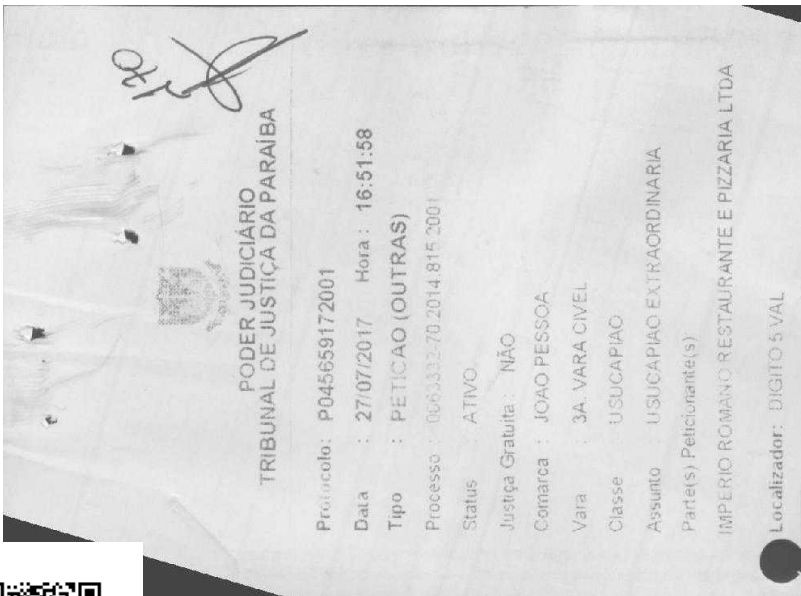 PODER JUDICIÁRIO
TRIBUNAL DE JUSTIÇA DA PARAÍBA
Protocolo: P045659172001
Data : 27/07/2017 Hora: 16:51:58
Tipo : PETICAO (OUTRAS)
Processo : 0063332-70.2014.815.2001
Status : ATIVO
Justiça Gratuita: NÃO
Comarca : JOAO PESSOA
Vara : 3A. VARA CIVEL
Classe : USUCAPIAO
Assunto : USUCAPIAO EXTRAORDINARIA
Parte(s) Peticionante(s)
IMPERIO ROMANO RESTAURANTE E PIZZARIA LTDA
Localizador: DIGITO 5 VAL